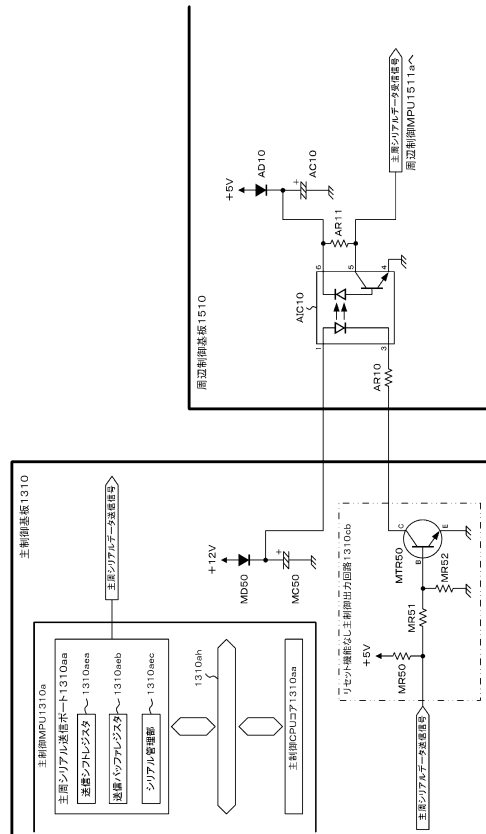 主制御基板1310
主制御MPU1310a
主周シリアル送信ポート1310aa
送信シフトレジスタ
1310aea
送信バッファレジスタ
1310aeb
シリアル管理部
1310aec
1310ah
主制御CPUコア1310aa
主周シリアルデータ送信信号
+12V
MD50
MC50
+
リセット機能なし主制御出力回路1310cb
主周シリアルデータ送信信号
+5V
MR50
MR51
MR52
MTR50
B
C
E
周辺制御基板1510
AIC10
1
3
4
5
6
AR10
AR11
+5V
AD10
AC10
+
主周シリアルデータ受信信号
周辺制御MPU1511aへ